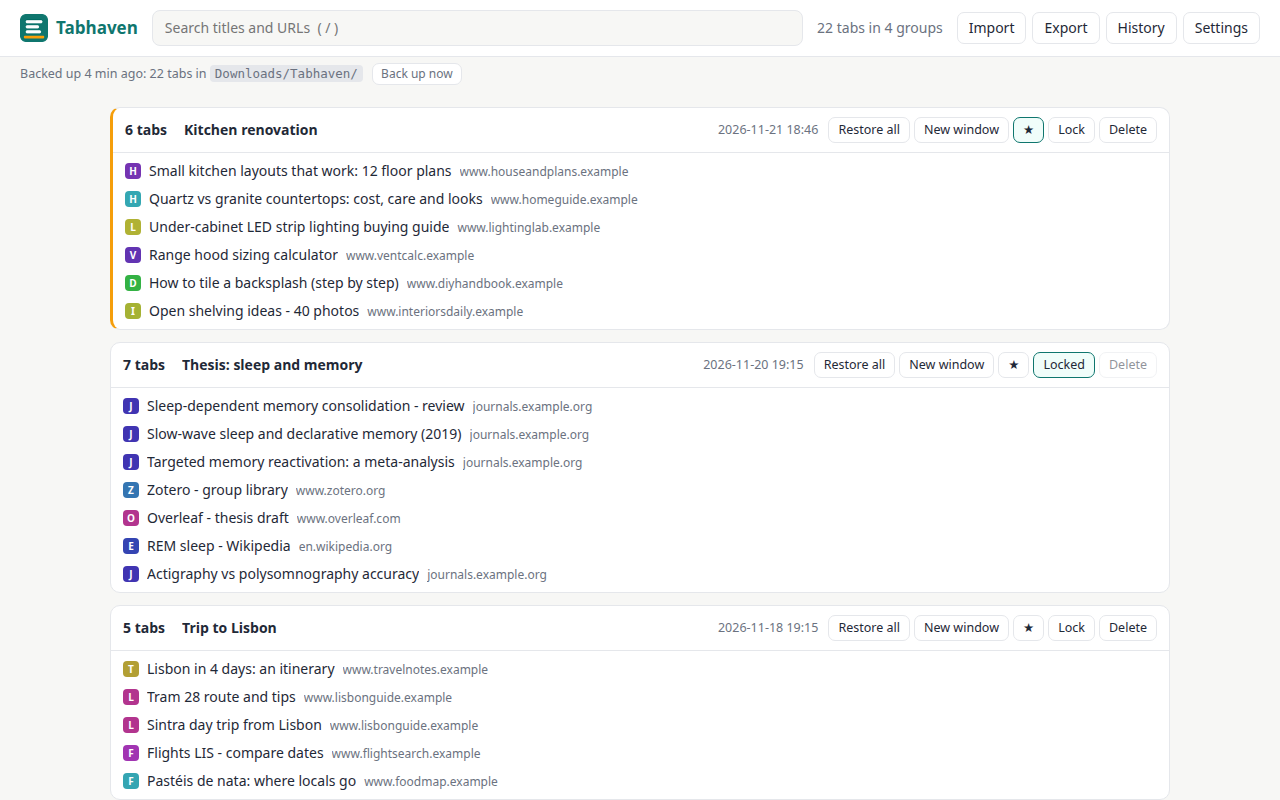 Tabhaven Search titles and URLs ( / ) 22 tabs in 4 groups Import Export History Settings
Backed up 4 min ago: 22 tabs in Downloads/Tabhaven/ Back up now
6 tabs Kitchen renovation 2026-11-21 18:46 Restore all New window ★ Lock Delete
H Small kitchen layouts that work: 12 floor plans www.houseandplans.example
H Quartz vs granite countertops: cost, care and looks www.homeguide.example
L Under-cabinet LED strip lighting buying guide www.lightinglab.example
V Range hood sizing calculator www.ventcalc.example
D How to tile a backsplash (step by step) www.diyhandbook.example
I Open shelving ideas - 40 photos www.interiorsdaily.example
7 tabs Thesis: sleep and memory 2026-11-20 19:15 Restore all New window ★ Locked Delete
J Sleep-dependent memory consolidation - review journals.example.org
J Slow-wave sleep and declarative memory (2019) journals.example.org
J Targeted memory reactivation: a meta-analysis journals.example.org
Z Zotero - group library www.zotero.org
O Overleaf - thesis draft www.overleaf.com
E REM sleep - Wikipedia en.wikipedia.org
J Actigraphy vs polysomnography accuracy journals.example.org
5 tabs Trip to Lisbon 2026-11-18 19:15 Restore all New window ★ Lock Delete
T Lisbon in 4 days: an itinerary www.travelnotes.example
L Tram 28 route and tips www.lisbonguide.example
L Sintra day trip from Lisbon www.lisbonguide.example
F Flights LIS - compare dates www.flightsearch.example
F Pastéis de nata: where locals go www.foodmap.example